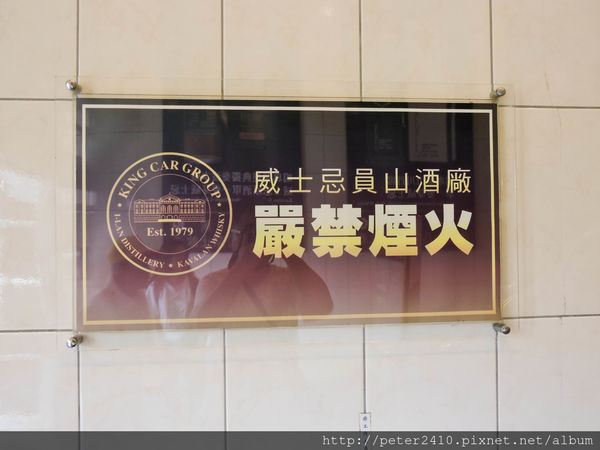 KING CAR GROUP
Est. 1979
I-LAN DISTILLERY ★ KAVALAN WHISKY
威士忌員山酒廠
嚴禁煙火
http://peter2410.pixnet.net/album